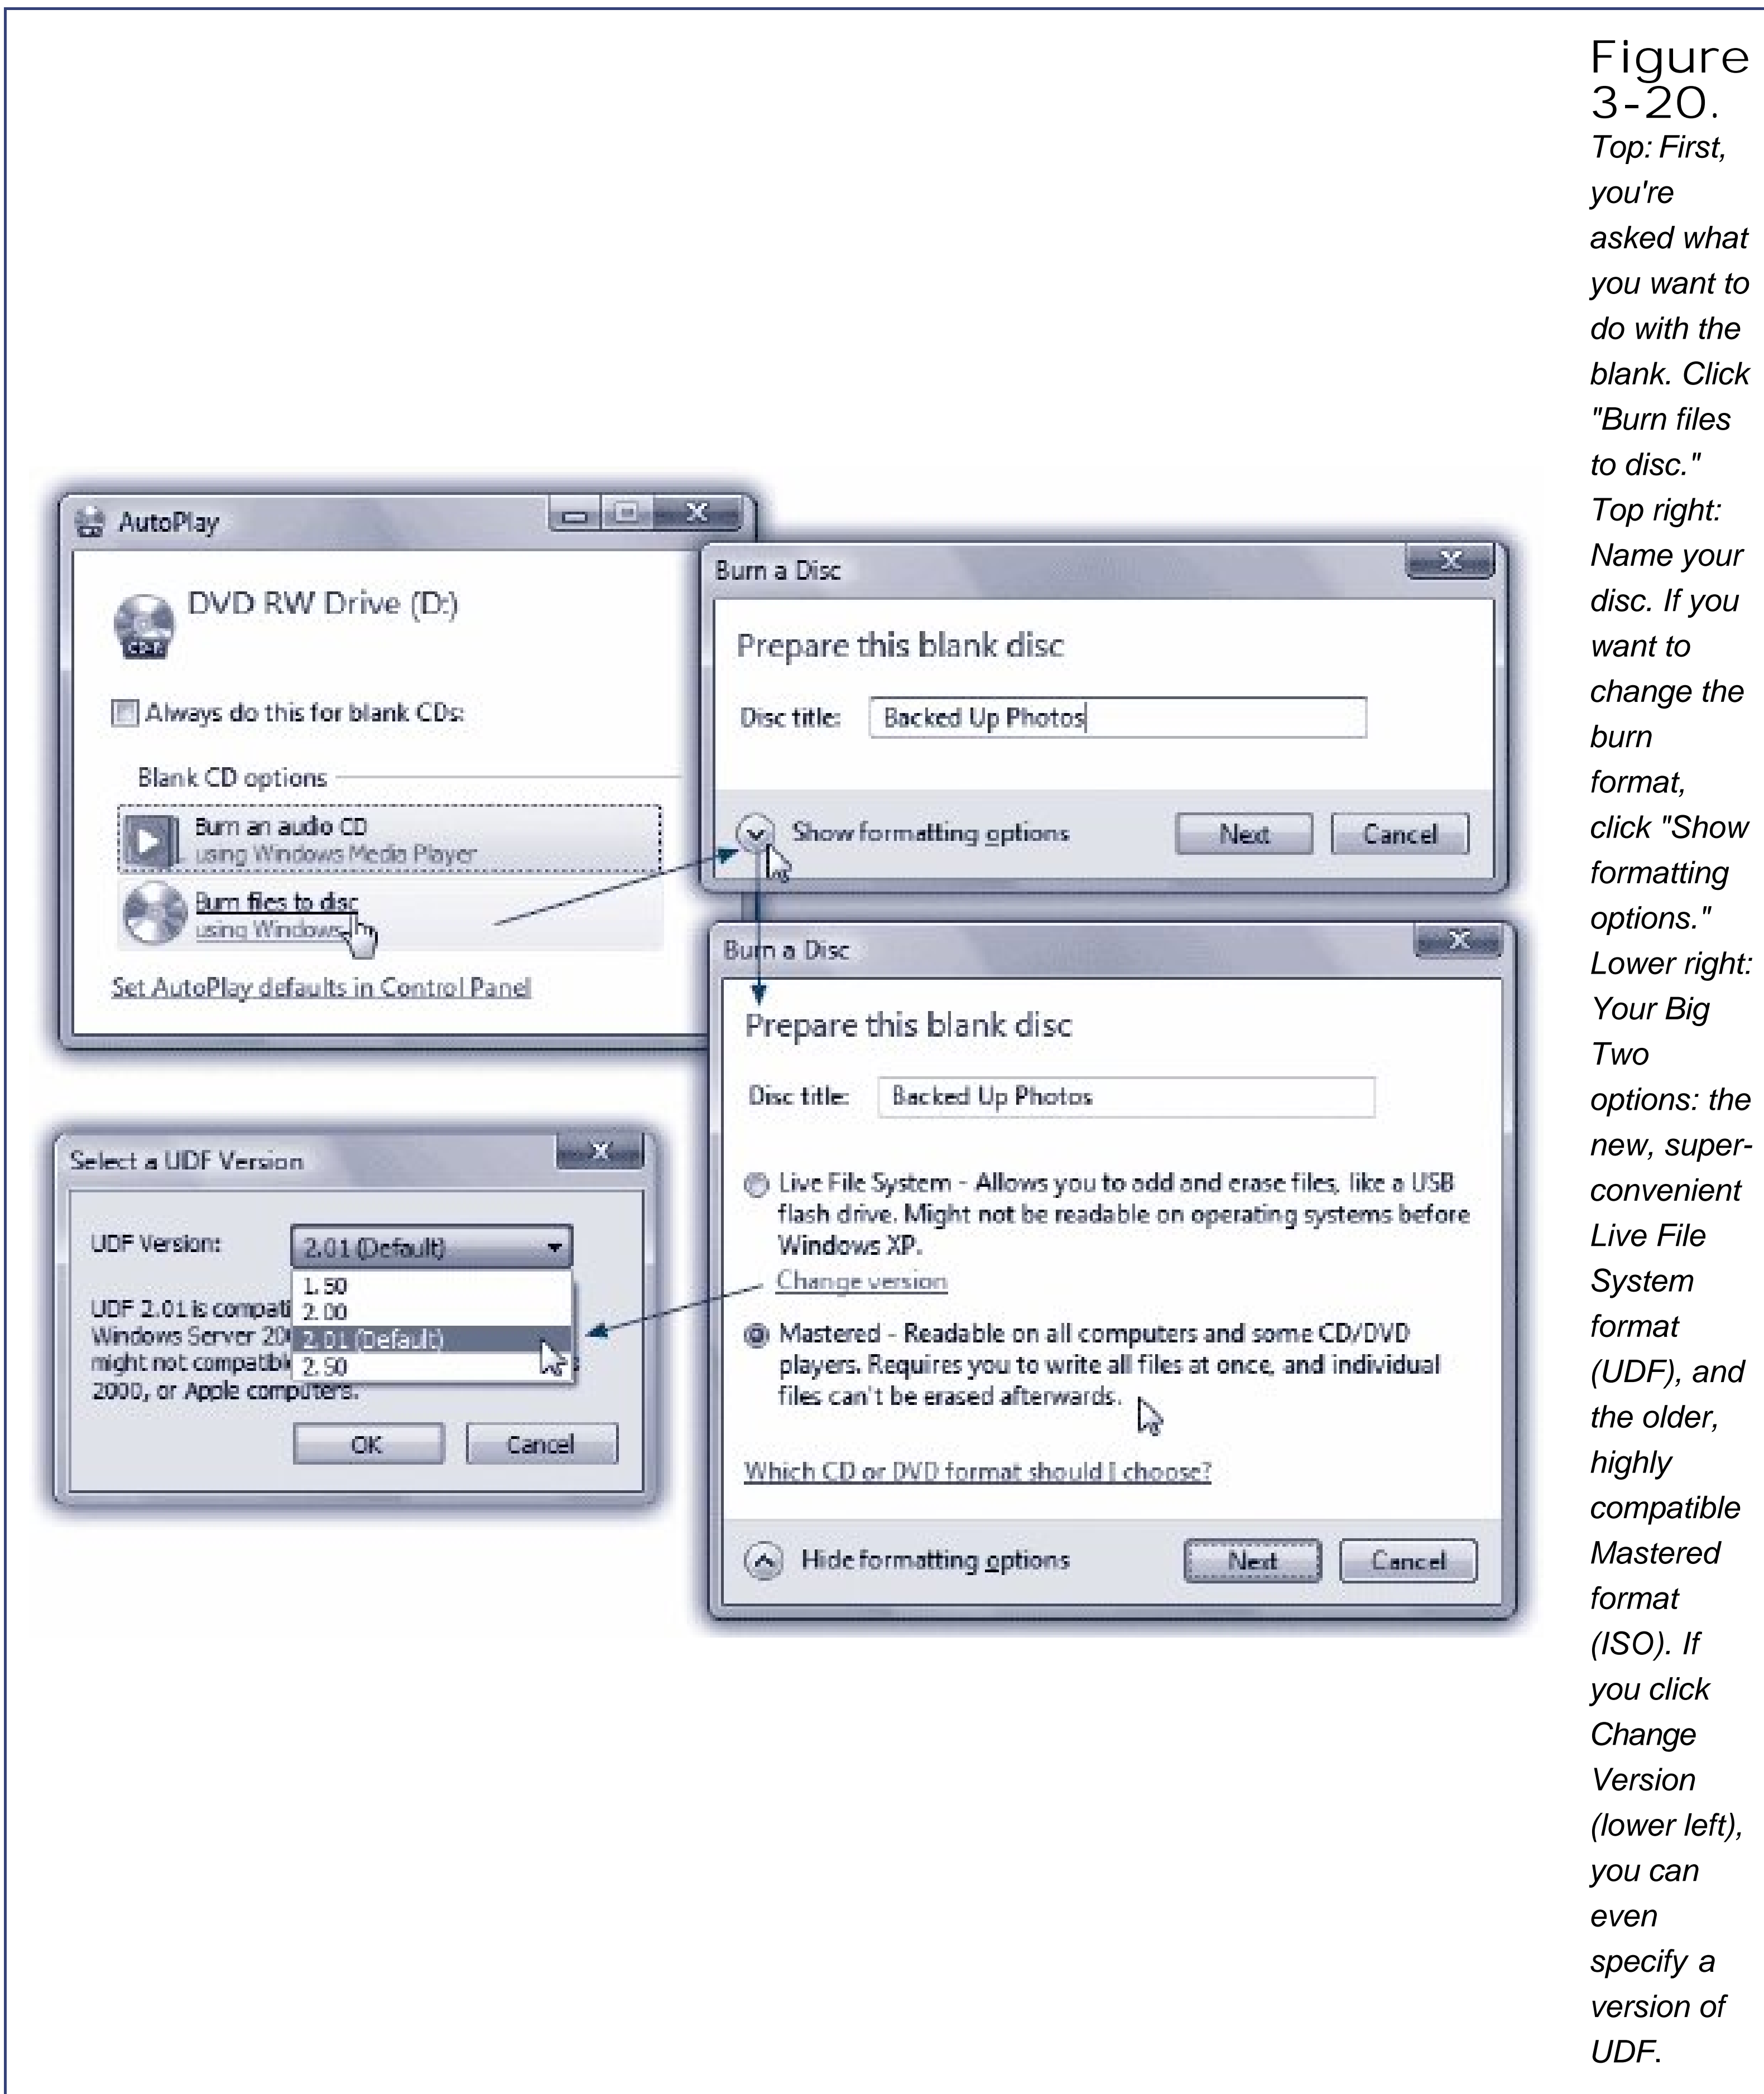 Figure
3-20.
Top: First,
you're
asked what
you want to
do with the
blank. Click
"Burn files
to disc."
Top right:
Name your
disc. If you
want to
change the
burn
format,
click "Show
formatting
options."
Lower right:
Your Big
Two
options: the
new, super-
convenient
Live File
System
format
(UDF), and
the older,
highly
compatible
Mastered
format
(ISO). If
you click
Change
Version
(lower left),
you can
even
specify a
version of
UDF.
AutoPlay
DVD RW Drive (D:)
Always do this for blank CDs:
Blank CD options
Burn an audio CD
using Windows Media Player
Burn files to disc
using Windows
Set AutoPlay defaults in Control Panel
Burn a Disc
Prepare this blank disc
Disc title: Backed Up Photos
Show formatting options Next Cancel
Burn a Disc
Prepare this blank disc
Disc title: Backed Up Photos
Live File System - Allows you to add and erase files, like a USB
flash drive. Might not be readable on operating systems before
Windows XP.
Change version
Mastered - Readable on all computers and some CD/DVD
players. Requires you to write all files at once, and individual
files can't be erased afterwards.
Which CD or DVD format should I choose?
Hide formatting options Next Cancel
Select a UDF Version
UDF Version: 2.01 (Default)
1.50
2.00
2.01 (Default)
2.50
UDF 2.01 is compati
Windows Server 20
might not compatibl
2000, or Apple computers.
OK Cancel